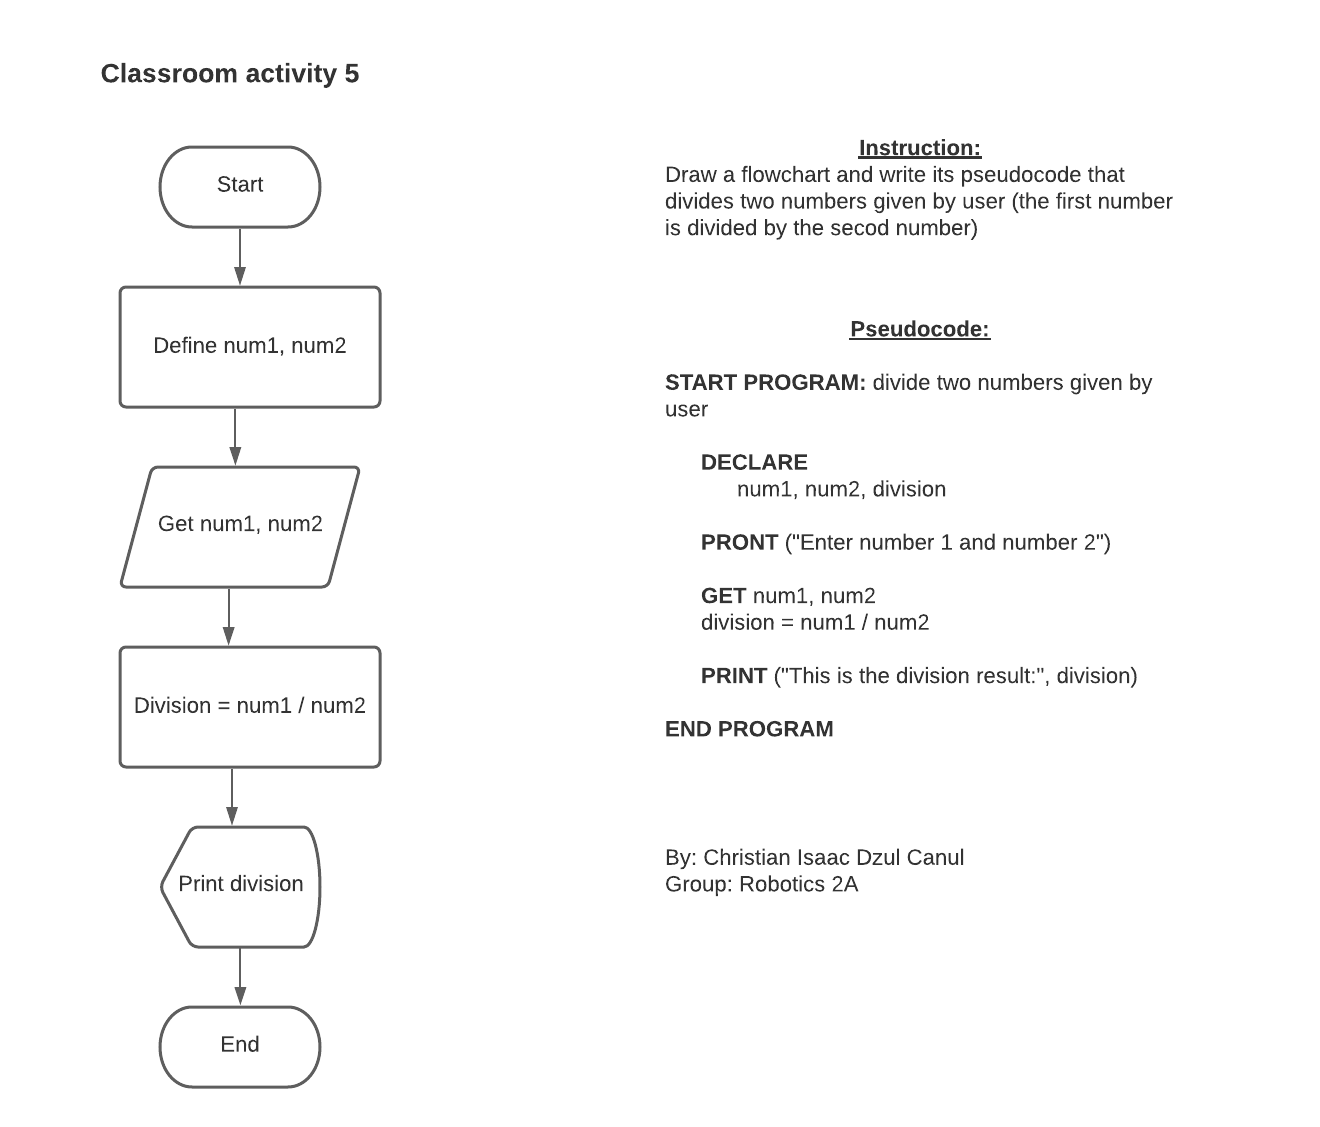 Classroom activity 5
Start
Define num1, num2
Get num1, num2
Division = num1 / num2
Print division
End
Instruction:
Draw a flowchart and write its pseudocode that
divides two numbers given by user (the first number
is divided by the secod number)
Pseudocode:
START PROGRAM: divide two numbers given by
user
DECLARE
num1, num2, division
PRONT ("Enter number 1 and number 2")
GET num1, num2
division = num1 / num2
PRINT ("This is the division result:", division)
END PROGRAM
By: Christian Isaac Dzul Canul
Group: Robotics 2A